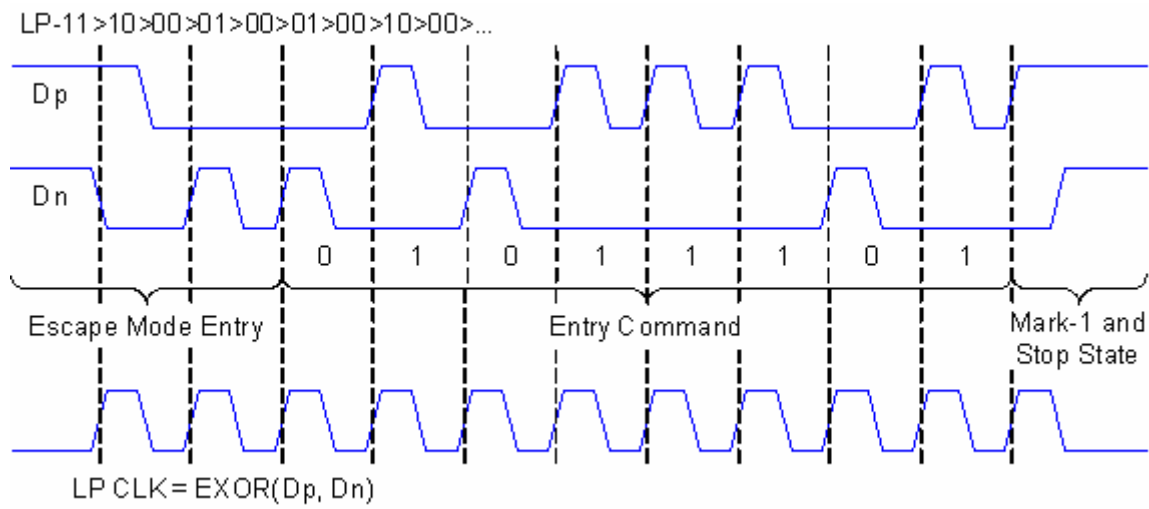 LP-11>10>00>01>00>01>00>10>00>...
Dp
Dn
0 1 0 1 1 1 0 1
Escape Mode Entry
Entry Command
Mark-1 and
Stop State
LP CLK = EXOR(Dp, Dn)